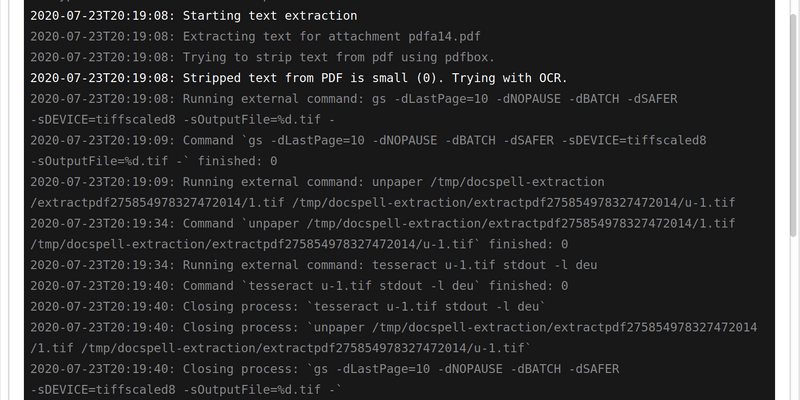 2020-07-23T20:19:08: Starting text extraction
2020-07-23T20:19:08: Extracting text for attachment pdfa14.pdf
2020-07-23T20:19:08: Trying to strip text from pdf using pdfbox.
2020-07-23T20:19:08: Stripped text from PDF is small (0). Trying with OCR.
2020-07-23T20:19:08: Running external command: gs -dLastPage=10 -dNOPAUSE -dBATCH -dSAFER
-sDEVICE=tiffscaled8 -sOutputFile=%d.tif -
2020-07-23T20:19:09: Command `gs -dLastPage=10 -dNOPAUSE -dBATCH -dSAFER -sDEVICE=tiffscaled8
-sOutputFile=%d.tif -` finished: 0
2020-07-23T20:19:09: Running external command: unpaper /tmp/docspell-extraction
/extractpdf275854978327472014/1.tif /tmp/docspell-extraction/extractpdf275854978327472014/u-1.tif
2020-07-23T20:19:34: Command `unpaper /tmp/docspell-extraction/extractpdf275854978327472014/1.tif
/tmp/docspell-extraction/extractpdf275854978327472014/u-1.tif` finished: 0
2020-07-23T20:19:34: Running external command: tesseract u-1.tif stdout -l deu
2020-07-23T20:19:40: Command `tesseract u-1.tif stdout -l deu` finished: 0
2020-07-23T20:19:40: Closing process: `tesseract u-1.tif stdout -l deu`
2020-07-23T20:19:40: Closing process: `unpaper /tmp/docspell-extraction/extractpdf275854978327472014
/1.tif /tmp/docspell-extraction/extractpdf275854978327472014/u-1.tif`
2020-07-23T20:19:40: Closing process: `gs -dLastPage=10 -dNOPAUSE -dBATCH -dSAFER
-sDEVICE=tiffscaled8 -sOutputFile=%d.tif -`